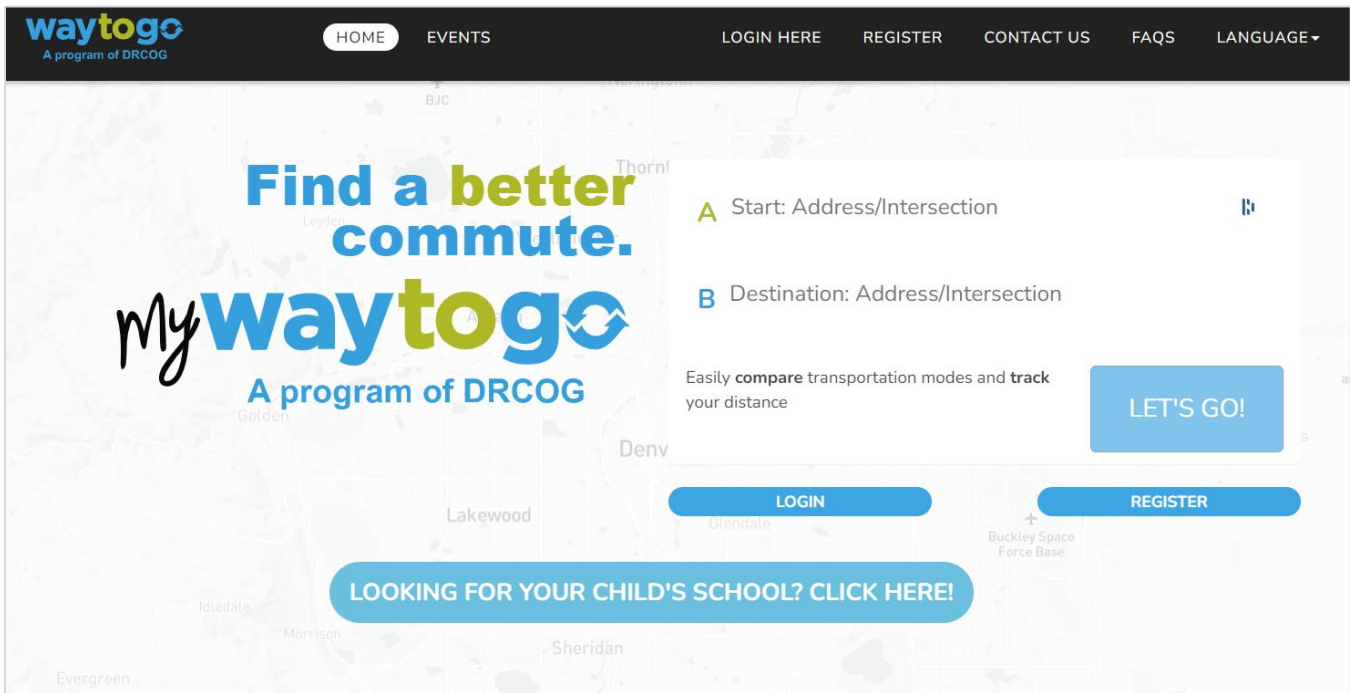 waytogo
A program of DRCOG
HOME
EVENTS
LOGIN HERE
REGISTER
CONTACT US
FAQS
LANGUAGE
BJC
Thornt
Find a better
commute.
Leyden
my waytogo
A program of DRCOG
Golden
A Start: Address/Intersection
B Destination: Address/Intersection
Easily compare transportation modes and track
your distance
LET'S GO!
Denv
LOGIN
REGISTER
Lakewood
Glendale
Buckley Space
Force Base
LOOKING FOR YOUR CHILD'S SCHOOL? CLICK HERE!
Idledale
Morrison
Sheridan
Evergreen